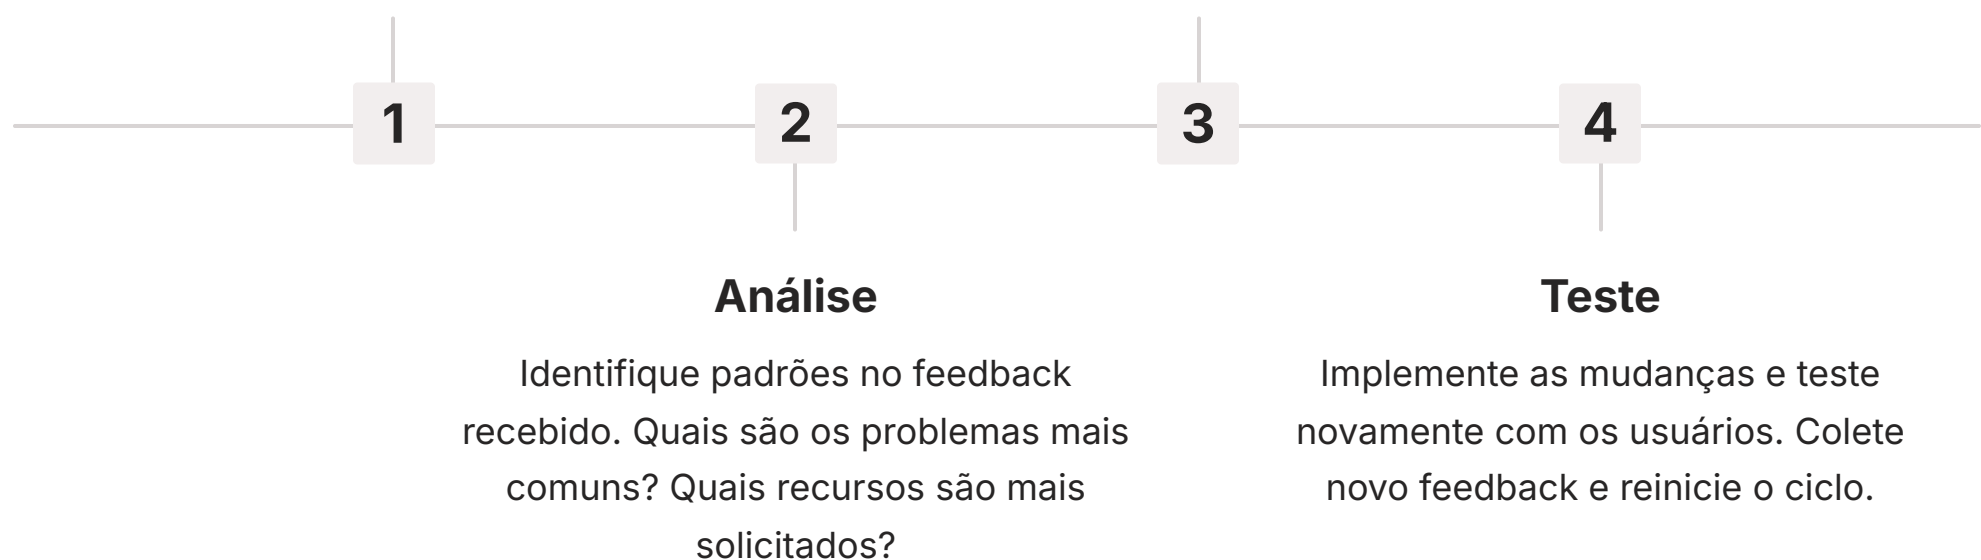 1
2
3
4
Análise
Identifique padrões no feedback
recebido. Quais são os problemas mais
comuns? Quais recursos são mais
solicitados?
Teste
Implemente as mudanças e teste
novamente com os usuários. Colete
novo feedback e reinicie o ciclo.